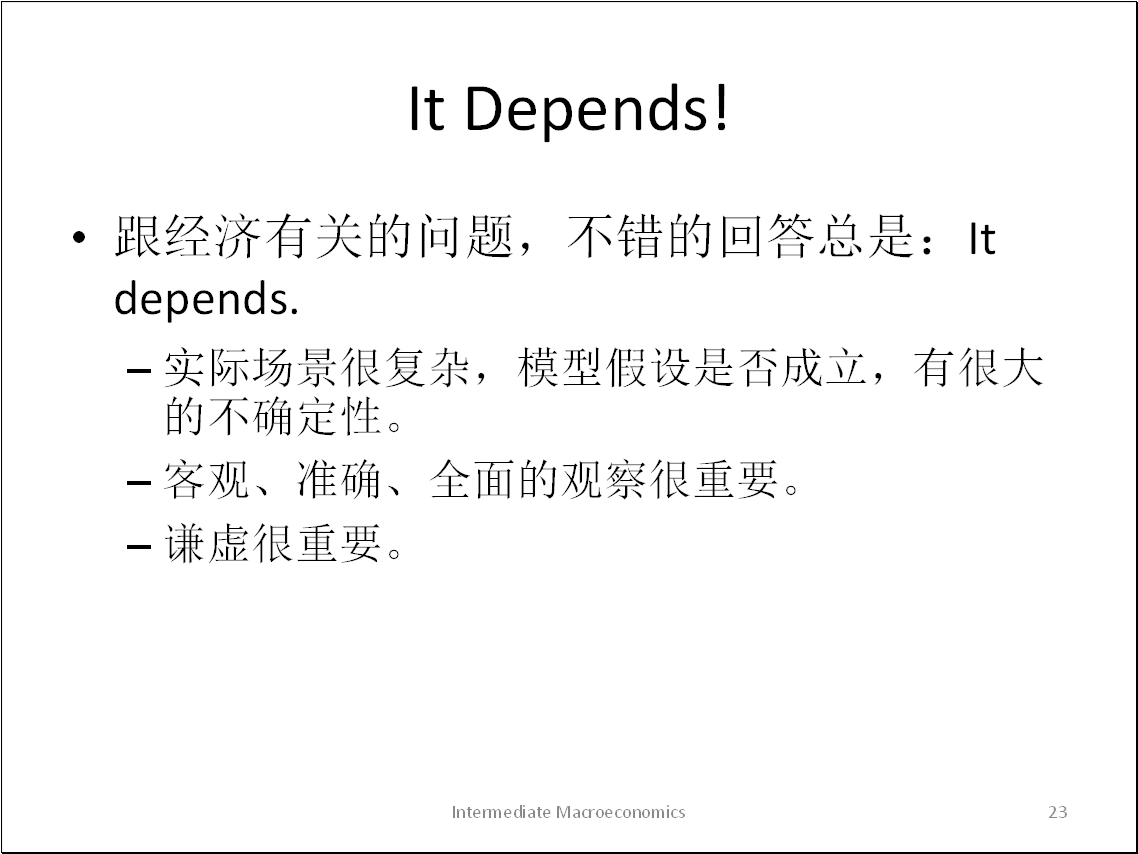 It Depends!
• 跟经济有关的问题，不错的回答总是：It
depends.
– 实际场景很复杂，模型假设是否成立，有很大
的不确定性。
– 客观、准确、全面的观察很重要。
– 谦虚很重要。
Intermediate Macroeconomics
23